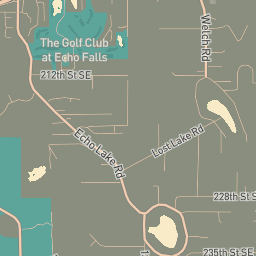 Welch Rd
The Golf Club
at Echo Falls
212th St SE
Echo Lake Rd
Lost Lake Rd
228th St S
235th St SE